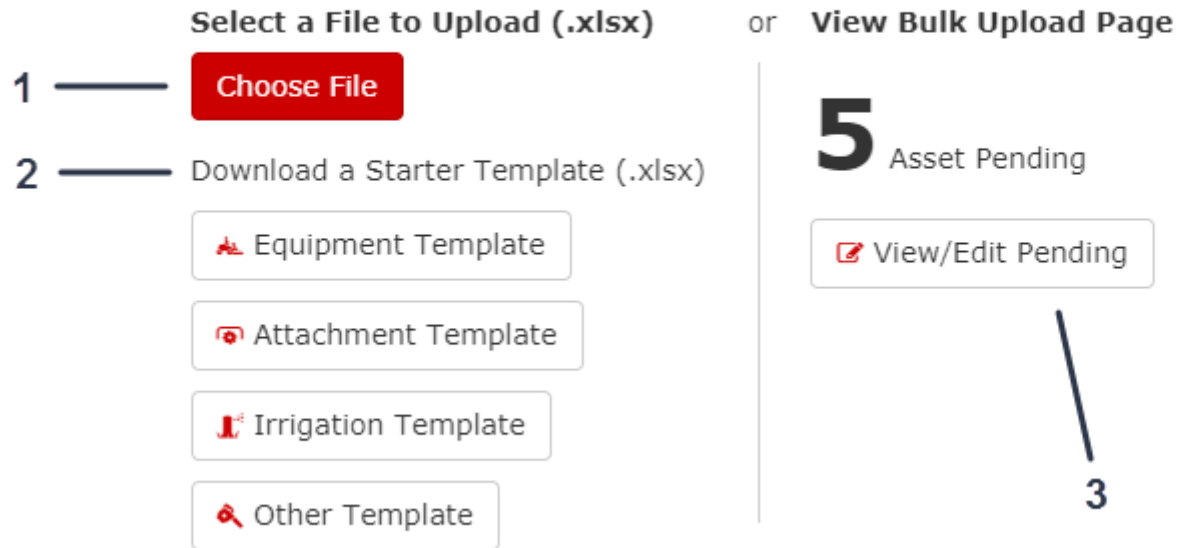 Select a File to Upload (.xlsx)
or
View Bulk Upload Page
1
Choose File
2
Download a Starter Template (.xlsx)
Equipment Template
Attachment Template
Irrigation Template
Other Template
5 Asset Pending
View/Edit Pending
3